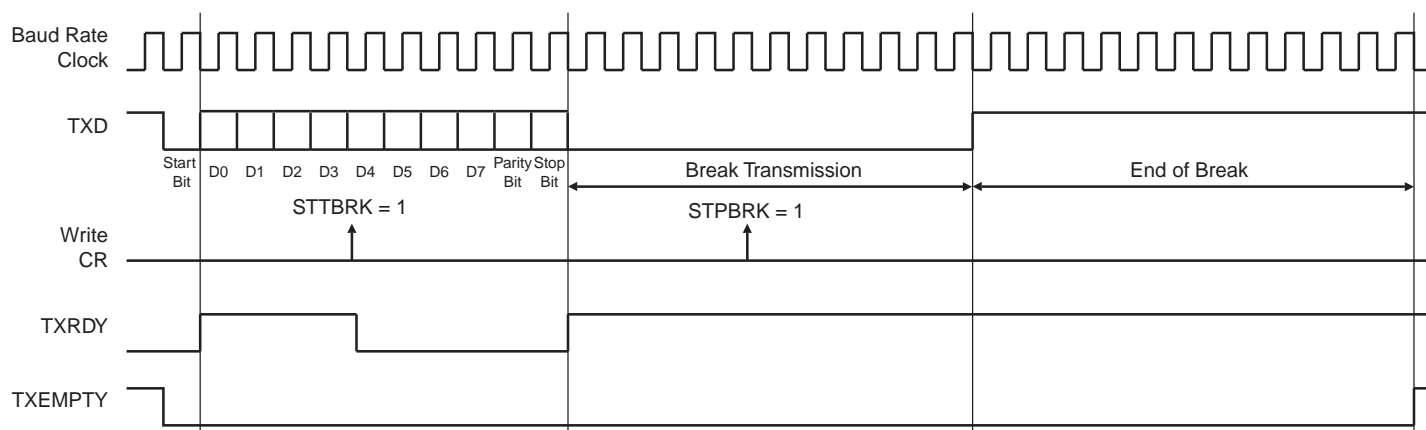 Baud Rate
Clock
TXD
Start
Bit
D0 D1 D2 D3 D4 D5 D6 D7
Parity
Bit
Stop
Bit
Break Transmission
End of Break
STTBRK = 1
STPBRK = 1
Write
CR
TXRDY
TXEMPTY